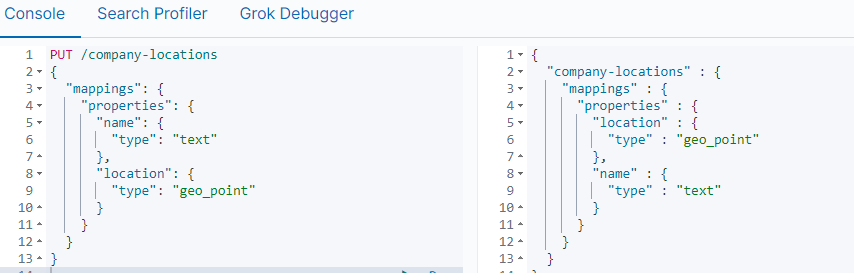 Console Search Profiler Grok Debugger
1 PUT /company-locations
2 {
3 "mappings": {
4 "properties": {
5 "name": {
6 "type": "text"
7 },
8 "location": {
9 "type": "geo_point"
10 }
11 }
12 }
13 }
1 {
2 "company-locations" : {
3 "mappings" : {
4 "properties" : {
5 "location" : {
6 "type" : "geo_point"
7 },
8 "name" : {
9 "type" : "text"
10 }
11 }
12 }
13 }